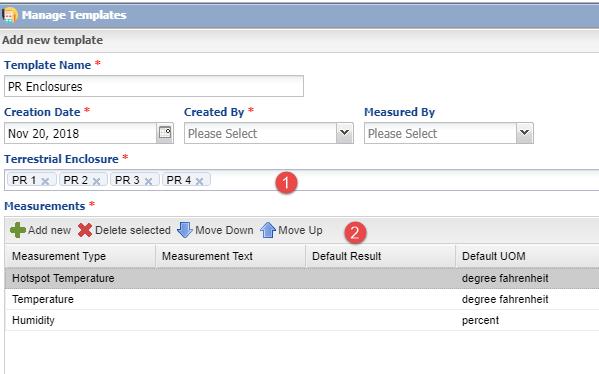 Manage Templates
Add new template
Template Name *
PR Enclosures
Creation Date * Created By * Measured By
Nov 20, 2018 Please Select Please Select
Terrestrial Enclosure *
PR 1 PR 2 PR 3 PR 4 1
Measurements *
Add new Delete selected Move Down Move Up 2
Measurement Type Measurement Text Default Result Default UOM
Hotspot Temperature degree fahrenheit
Temperature degree fahrenheit
Humidity percent